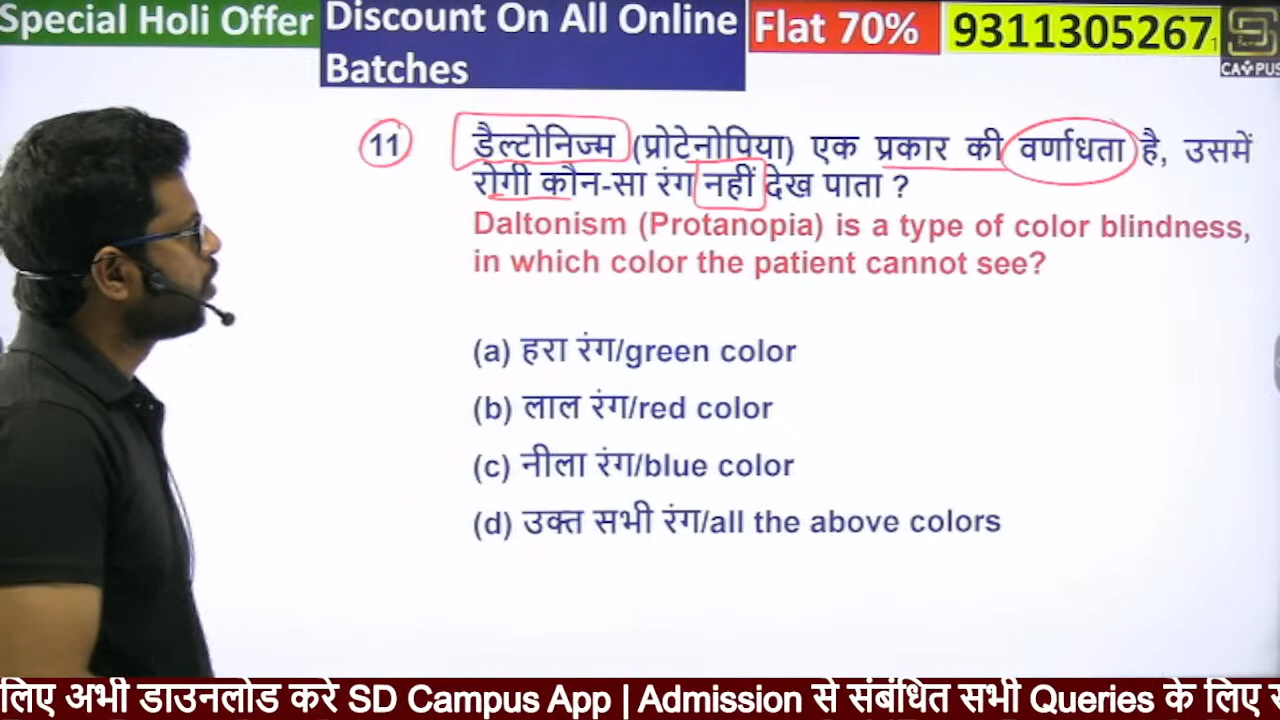 Special Holi Offer
Discount On All Online
Batches
Flat 70%
9311305267
CAMPUS
11
डैल्टोनिज्म (प्रोटेनोपिया) एक प्रकार की वर्णाधता है, उसमें
रोगी कौन-सा रंग नहीं देख पाता ?
Daltonism (Protanopia) is a type of color blindness,
in which color the patient cannot see?
(a) हरा रंग/green color
(b) लाल रंग/red color
(c) नीला रंग/blue color
(d) उक्त सभी रंग/all the above colors
लिए अभी डाउनलोड करे SD Campus App | Admission से संबंधित सभी Queries के लिए